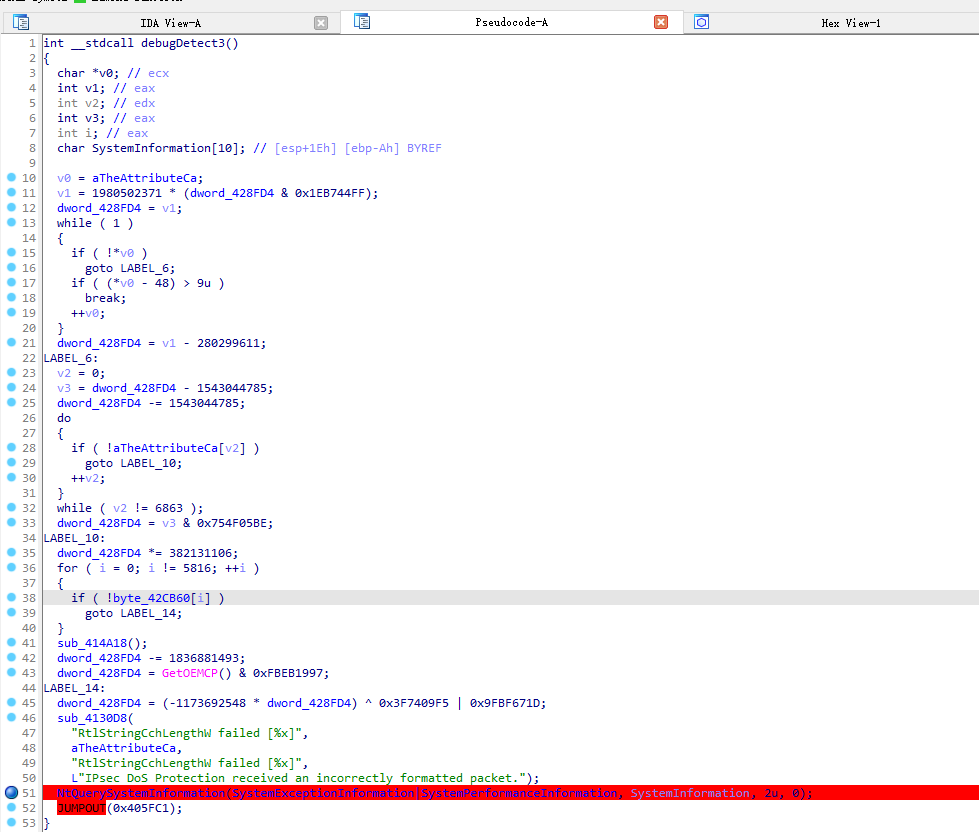 IDA View-A Pseudocode-A Hex View-1
1 int __stdcall debugDetect3()
2 {
3 char *v0; // ecx
4 int v1; // eax
5 int v2; // edx
6 int v3; // eax
7 int i; // eax
8 char SystemInformation[10]; // [esp+1Eh] [ebp-Ah] BYREF
9
10 v0 = aTheAttributeCa;
11 v1 = 1980502371 * (dword_428FD4 & 0x1EB744FF);
12 dword_428FD4 = v1;
13 while ( 1 )
14 {
15 if ( !*v0 )
16 goto LABEL_6;
17 if ( (*v0 - 48) > 9u )
18 break;
19 ++v0;
20 }
21 dword_428FD4 = v1 - 280299611;
22 LABEL_6:
23 v2 = 0;
24 v3 = dword_428FD4 - 1543044785;
25 dword_428FD4 -= 1543044785;
26 do
27 {
28 if ( !aTheAttributeCa[v2] )
29 goto LABEL_10;
30 ++v2;
31 }
32 while ( v2 != 6863 );
33 dword_428FD4 = v3 & 0x754F05BE;
34 LABEL_10:
35 dword_428FD4 *= 382131106;
36 for ( i = 0; i != 5816; ++i )
37 {
38 if ( !byte_42CB60[i] )
39 goto LABEL_14;
40 }
41 sub_414A18();
42 dword_428FD4 -= 1836881493;
43 dword_428FD4 = GetOEMCP() & 0xFBEB1997;
44 LABEL_14:
45 dword_428FD4 = (-1173692548 * dword_428FD4) ^ 0x3F7409F5 | 0x9FBF671D;
46 sub_4130D8(
47 "RtlStringCchLengthW failed [%x]",
48 aTheAttributeCa,
49 "RtlStringCchLengthW failed [%x]",
50 L"IPsec DoS Protection received an incorrectly formatted packet.");
51 NtQuerySystemInformation(SystemExceptionInformation|SystemPerformanceInformation, SystemInformation, 2u, 0);
52 JUMPOUT(0x405FC1);
53 }